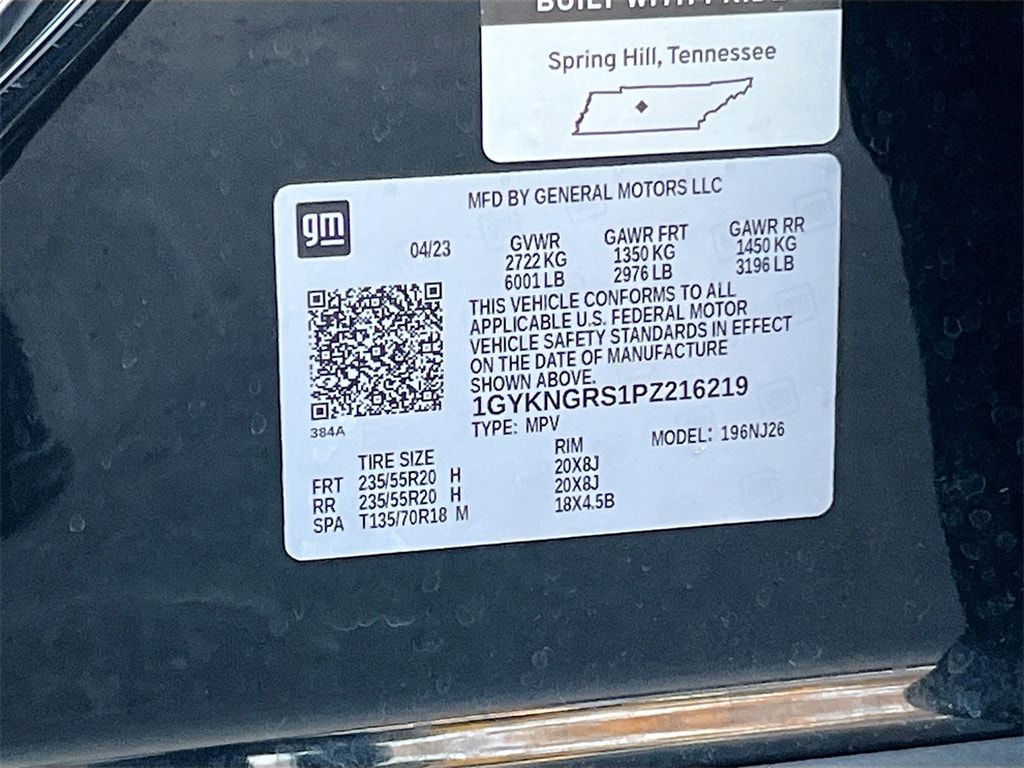 BUILT WITH PRIDE
Spring Hill, Tennessee
MFD BY GENERAL MOTORS LLC
gm
04/23
GVWR
2722 KG
6001 LB
GAWR FRT
1350 KG
2976 LB
GAWR RR
1450 KG
3196 LB
THIS VEHICLE CONFORMS TO ALL
APPLICABLE U.S. FEDERAL MOTOR
VEHICLE SAFETY STANDARDS IN EFFECT
ON THE DATE OF MANUFACTURE
SHOWN ABOVE.
1GYKNGRS1PZ216219
TYPE: MPV
MODEL: 196NJ26
384A
TIRE SIZE RIM
FRT 235/55R20 H 20X8J
RR 235/55R20 H 20X8J
SPA T135/70R18 M 18X4.5B